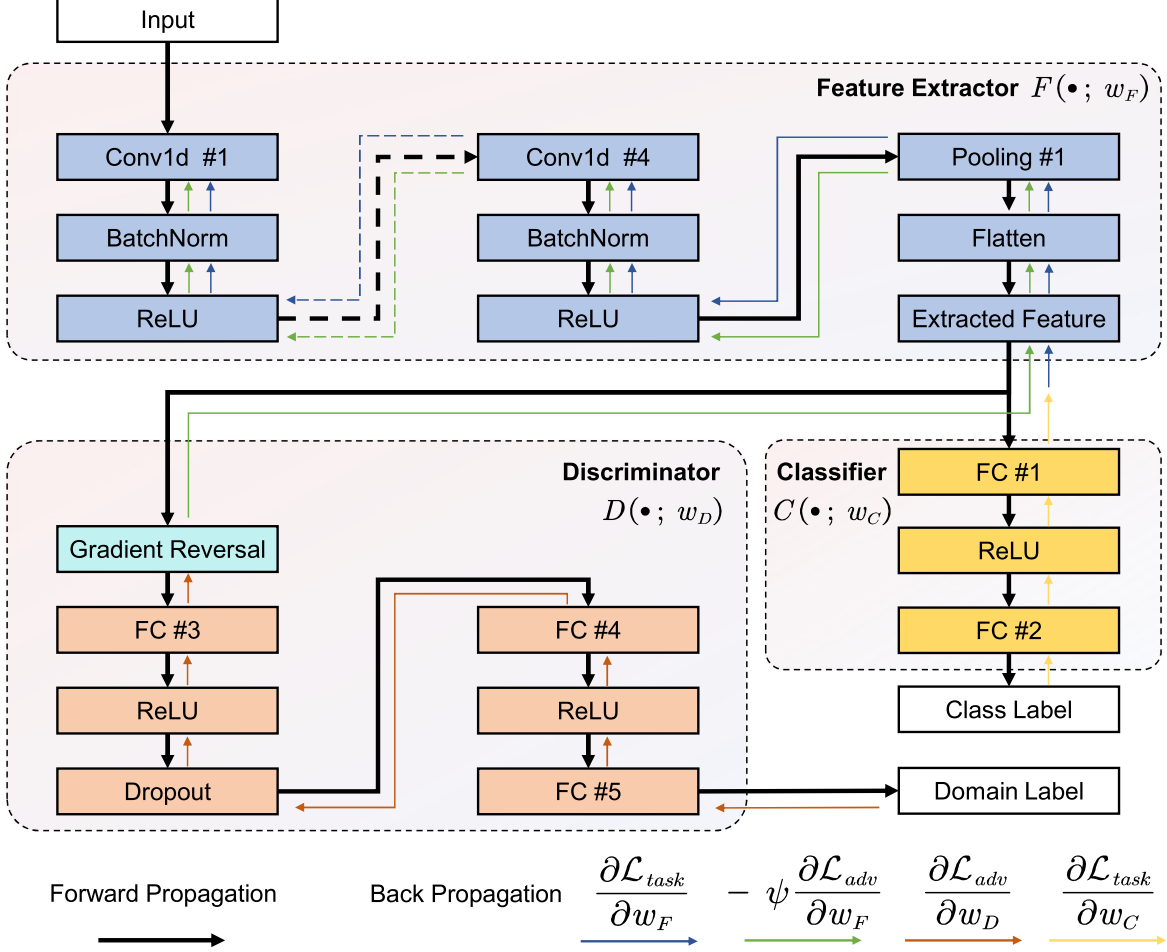 Input
Feature Extractor F(•; w_F)
Conv1d #1
Conv1d #4
Pooling #1
BatchNorm
BatchNorm
Flatten
ReLU
ReLU
Extracted Feature
Discriminator
D(•; w_D)
Classifier
C(•; w_C)
FC #1
ReLU
FC #2
Class Label
Gradient Reversal
FC #3
ReLU
Dropout
FC #4
ReLU
FC #5
Domain Label
Forward Propagation
Back Propagation
∂ℒ_task / ∂w_F
− ψ ∂ℒ_adv / ∂w_F
∂ℒ_adv / ∂w_D
∂ℒ_task / ∂w_C